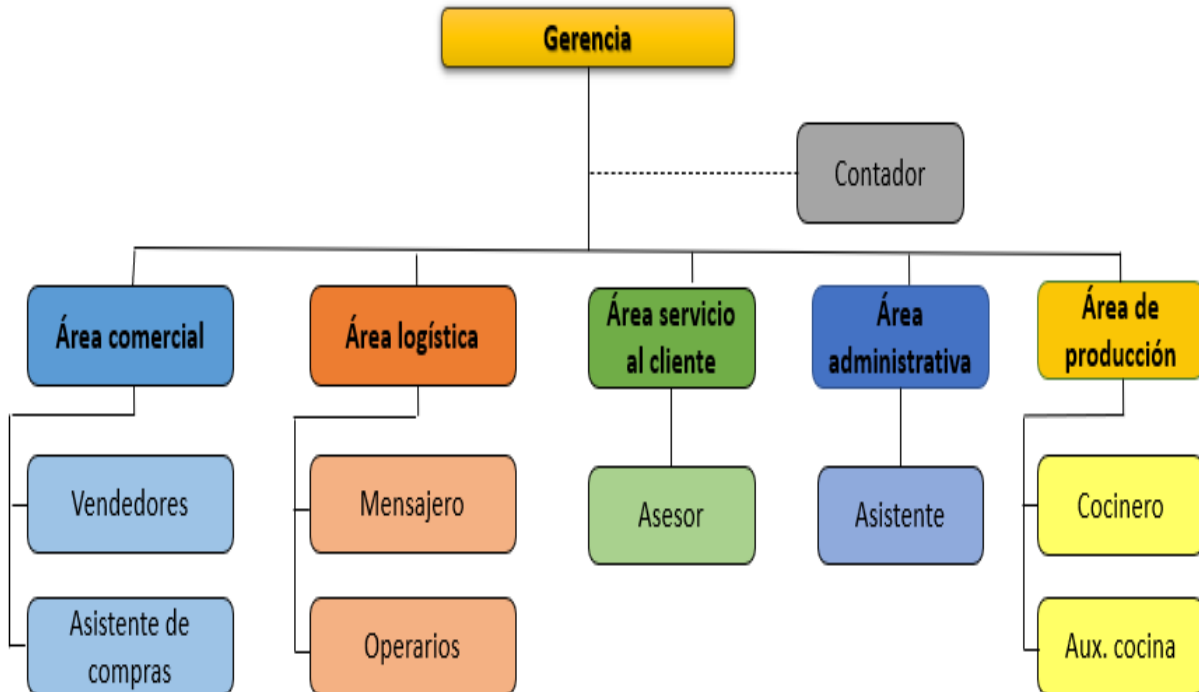 Gerencia
Contador
Área comercial
Área logística
Área servicio
al cliente
Área
administrativa
Área de
producción
Vendedores
Mensajero
Asesor
Asistente
Cocinero
Asistente de
compras
Operarios
Aux. cocina